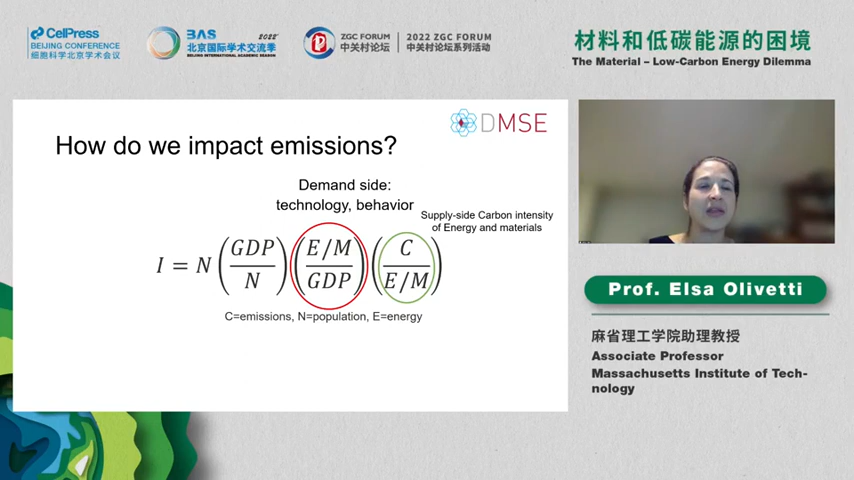 CellPress
BEIJING CONFERENCE
细胞科学北京学术会议
BAS 2022
北京国际学术交流季
BEIJING INTERNATIONAL ACADEMIC SEASON
ZGC FORUM
中关村论坛
2022 ZGC FORUM
中关村论坛系列活动
材料和低碳能源的困境
The Material – Low-Carbon Energy Dilemma
DMSE
How do we impact emissions?
Demand side:
technology, behavior
Supply-side Carbon intensity
of Energy and materials
I = N (GDP/N) (E/M/GDP) (C/E/M)
C=emissions, N=population, E=energy
Prof. Elsa Olivetti
麻省理工学院助理教授
Associate Professor
Massachusetts Institute of Tech-
nology